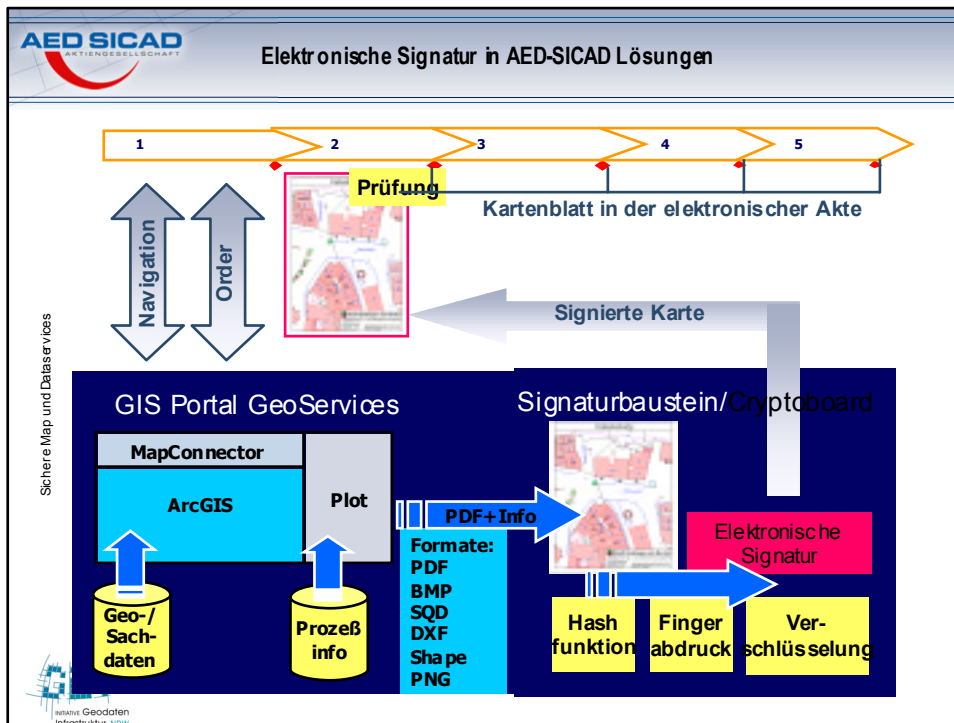 AED SICAD
AKTIENGESELLSCHAFT
Elektronische Signatur in AED-SICAD Lösungen
1
2
3
4
5
Prüfung
Kartenblatt in der elektronischer Akte
Navigation
Order
Signierte Karte
Sichere Map und Dataservices
GIS Portal GeoServices
Signaturbaustein/Cryptoboard
MapConnector
ArcGIS
Plot
PDF+Info
Formate:
PDF
BMP
SQD
DXF
Shape
PNG
Elektronische
Signatur
Geo-/
Sach-
daten
Prozeß
info
Hash
funktion
Finger
abdruck
Ver-
schlüsselung
INITIATIVE Geodaten
Infrastruktur NRW